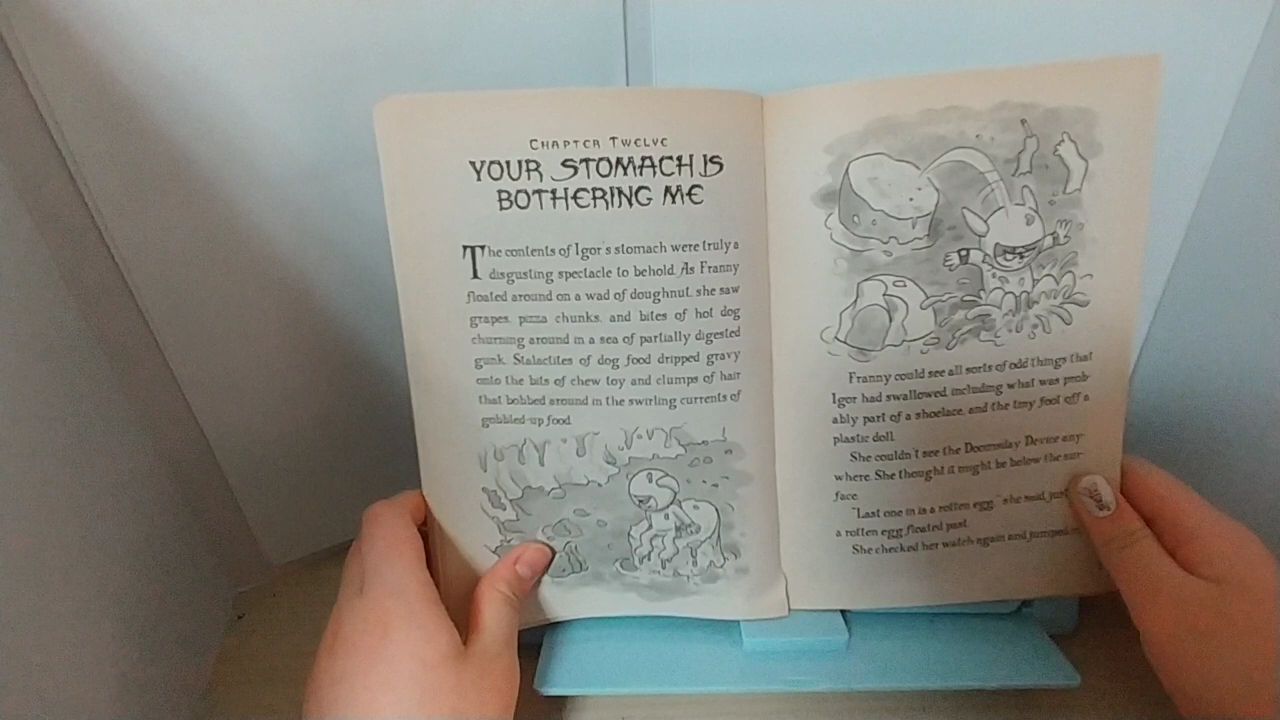 CHAPTER TWELVE
YOUR STOMACH IS
BOTHERING ME
The contents of Igor's stomach were truly a
disgusting spectacle to behold. As Franny
floated around on a wad of doughnut, she saw
grapes, pizza chunks, and bites of hot dog
churning around in a sea of partially digested
gunk. Stalactites of dog food dripped gravy
onto the bits of chew toy and clumps of hair
that bobbed around in the swirling currents of
gobbled-up food.
Franny could see all sorts of odd things that
Igor had swallowed, including what was prob-
ably part of a shoelace, and the tiny foot off a
plastic doll.
She couldn't see the Doomsday Device any-
where. She thought it might be below the sur-
face.
"Last one in is a rotten egg," she said, just
a rotten egg floated past.
She checked her watch again and jumped